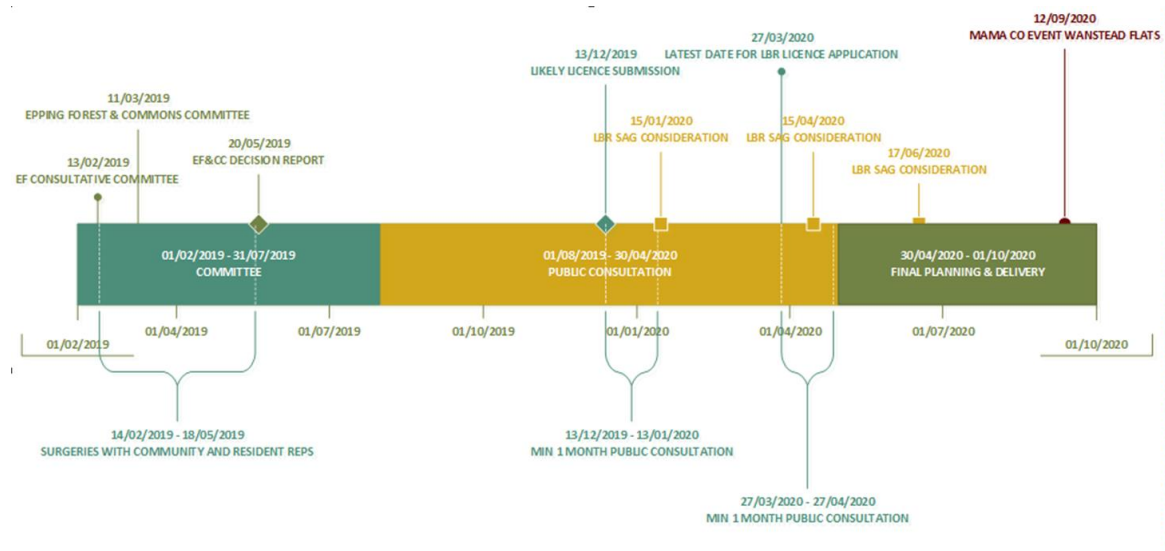 12/09/2020
MAMA CO EVENT WANSTEAD FLATS
27/03/2020
LATEST DATE FOR LBR LICENCE APPLICATION
13/12/2019
LIKELY LICENCE SUBMISSION
11/03/2019
EPPING FOREST & COMMONS COMMITTEE
15/01/2020
LBR SAG CONSIDERATION
15/04/2020
LBR SAG CONSIDERATION
20/05/2019
EF&CC DECISION REPORT
17/06/2020
LBR SAG CONSIDERATION
13/02/2019
EF CONSULTATIVE COMMITTEE
01/02/2019 - 31/07/2019
COMMITTEE
01/08/2019 - 30/04/2020
PUBLIC CONSULTATION
30/04/2020 - 01/10/2020
FINAL PLANNING & DELIVERY
01/02/2019
01/04/2019
01/07/2019
01/10/2019
01/01/2020
01/04/2020
01/07/2020
01/10/2020
14/02/2019 - 18/05/2019
SURGERIES WITH COMMUNITY AND RESIDENT REPS
13/12/2019 - 13/01/2020
MIN 1 MONTH PUBLIC CONSULTATION
27/03/2020 - 27/04/2020
MIN 1 MONTH PUBLIC CONSULTATION